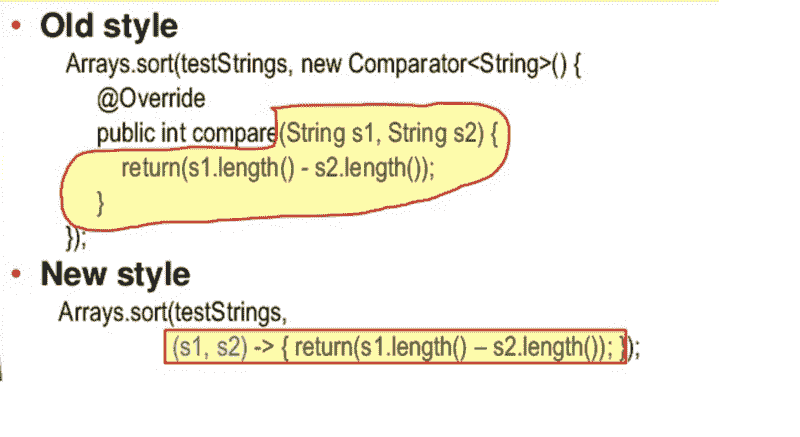 • Old style
Arrays.sort(testStrings, new Comparator<String>() {
@Override
public int compare(String s1, String s2) {
return(s1.length() - s2.length());
}
});
• New style
Arrays.sort(testStrings,
(s1, s2) -> { return(s1.length() – s2.length()); });